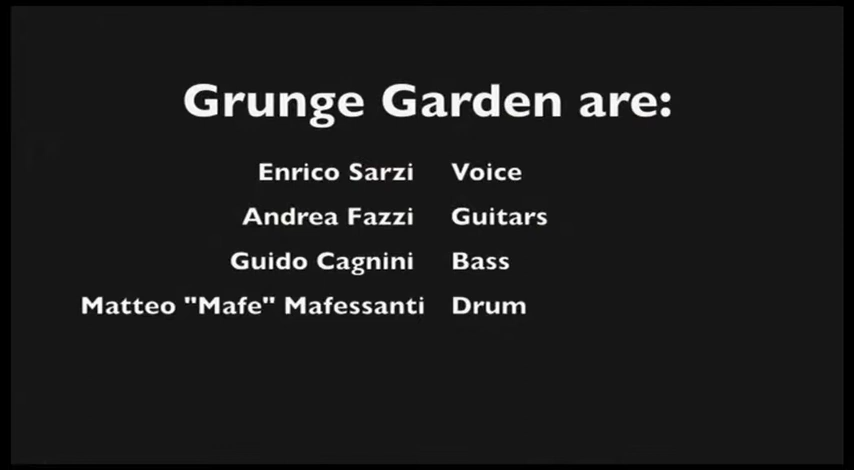 Grunge Garden are:
Enrico Sarzi Voice
Andrea Fazzi Guitars
Guido Cagnini Bass
Matteo "Mafe" Mafessanti Drum